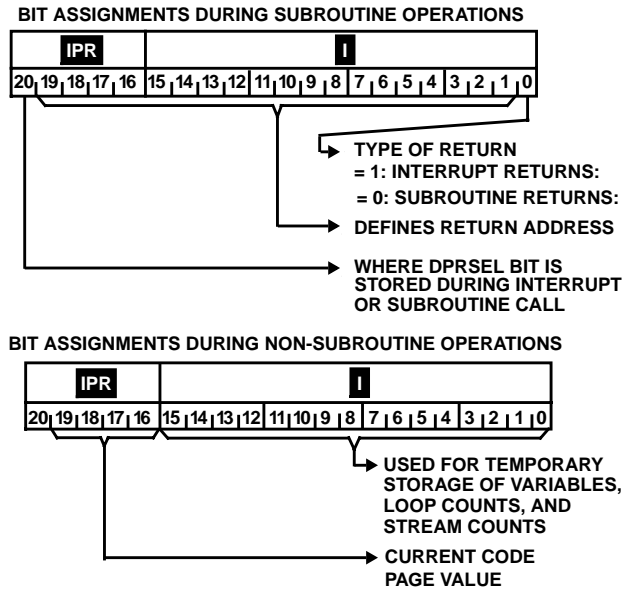 BIT ASSIGNMENTS DURING SUBROUTINE OPERATIONS
IPR I
20 19 18 17 16 15 14 13 12 11 10 9 8 7 6 5 4 3 2 1 0
TYPE OF RETURN
= 1: INTERRUPT RETURNS:
= 0: SUBROUTINE RETURNS:
DEFINES RETURN ADDRESS
WHERE DPRSEL BIT IS
STORED DURING INTERRUPT
OR SUBROUTINE CALL
BIT ASSIGNMENTS DURING NON-SUBROUTINE OPERATIONS
IPR I
20 19 18 17 16 15 14 13 12 11 10 9 8 7 6 5 4 3 2 1 0
USED FOR TEMPORARY
STORAGE OF VARIABLES,
LOOP COUNTS, AND
STREAM COUNTS
CURRENT CODE
PAGE VALUE